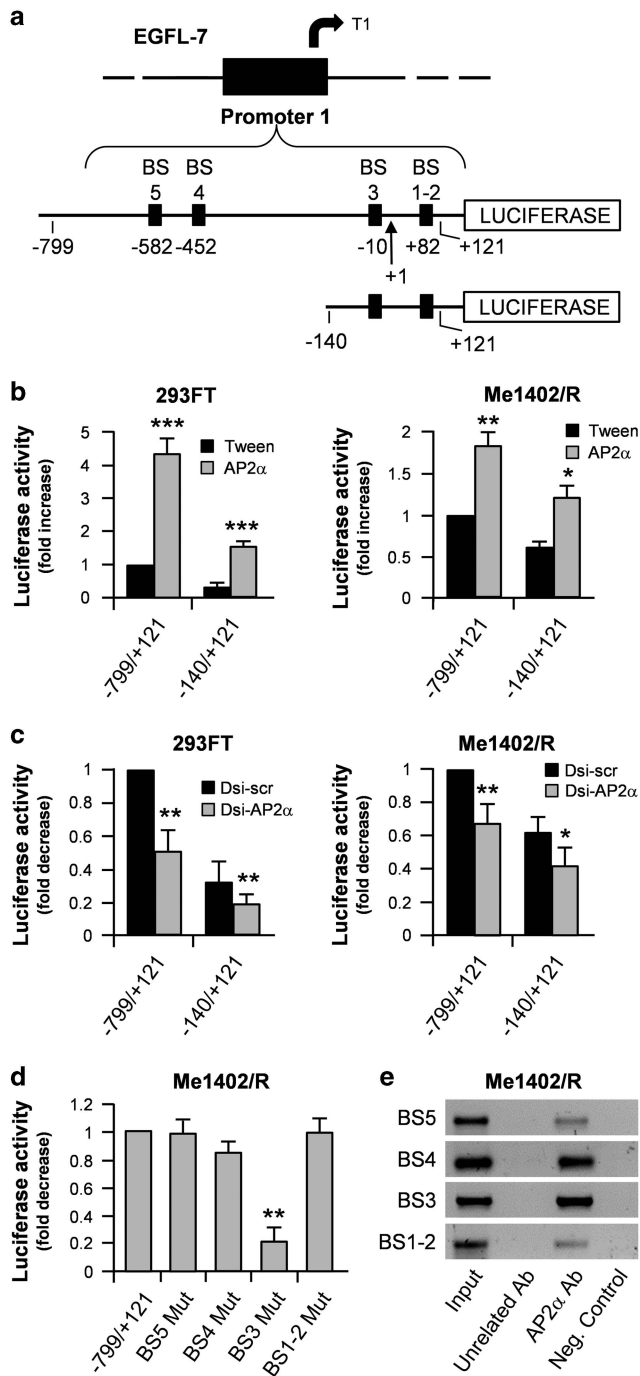 a
T1
EGFL-7
Promoter 1
BS BS BS BS
5 4 3 1-2
LUCIFERASE
-799 -582 -452 -10 +82 +121
+1
LUCIFERASE
-140 +121
b
293FT
Luciferase activity
(fold increase)
5
4
3
2
1
0
***
***
Tween
AP2α
-799/+121
-140/+121
Me1402/R
Luciferase activity
(fold increase)
2
1.5
1
0.5
0
**
*
Tween
AP2α
-799/+121
-140/+121
c
293FT
Luciferase activity
(fold decrease)
1
0.8
0.6
0.4
0.2
0
**
**
Dsi-scr
Dsi-AP2α
-799/+121
-140/+121
Me1402/R
Luciferase activity
(fold decrease)
1
0.8
0.6
0.4
0.2
0
**
*
Dsi-scr
Dsi-AP2α
-799/+121
-140/+121
d
Me1402/R
Luciferase activity
(fold decrease)
1.2
1
0.8
0.6
0.4
0.2
0
**
-799/+121
BS5 Mut
BS4 Mut
BS3 Mut
BS1-2 Mut
e
Me1402/R
BS5
BS4
BS3
BS1-2
Input
Unrelated Ab
AP2α Ab
Neg. Control